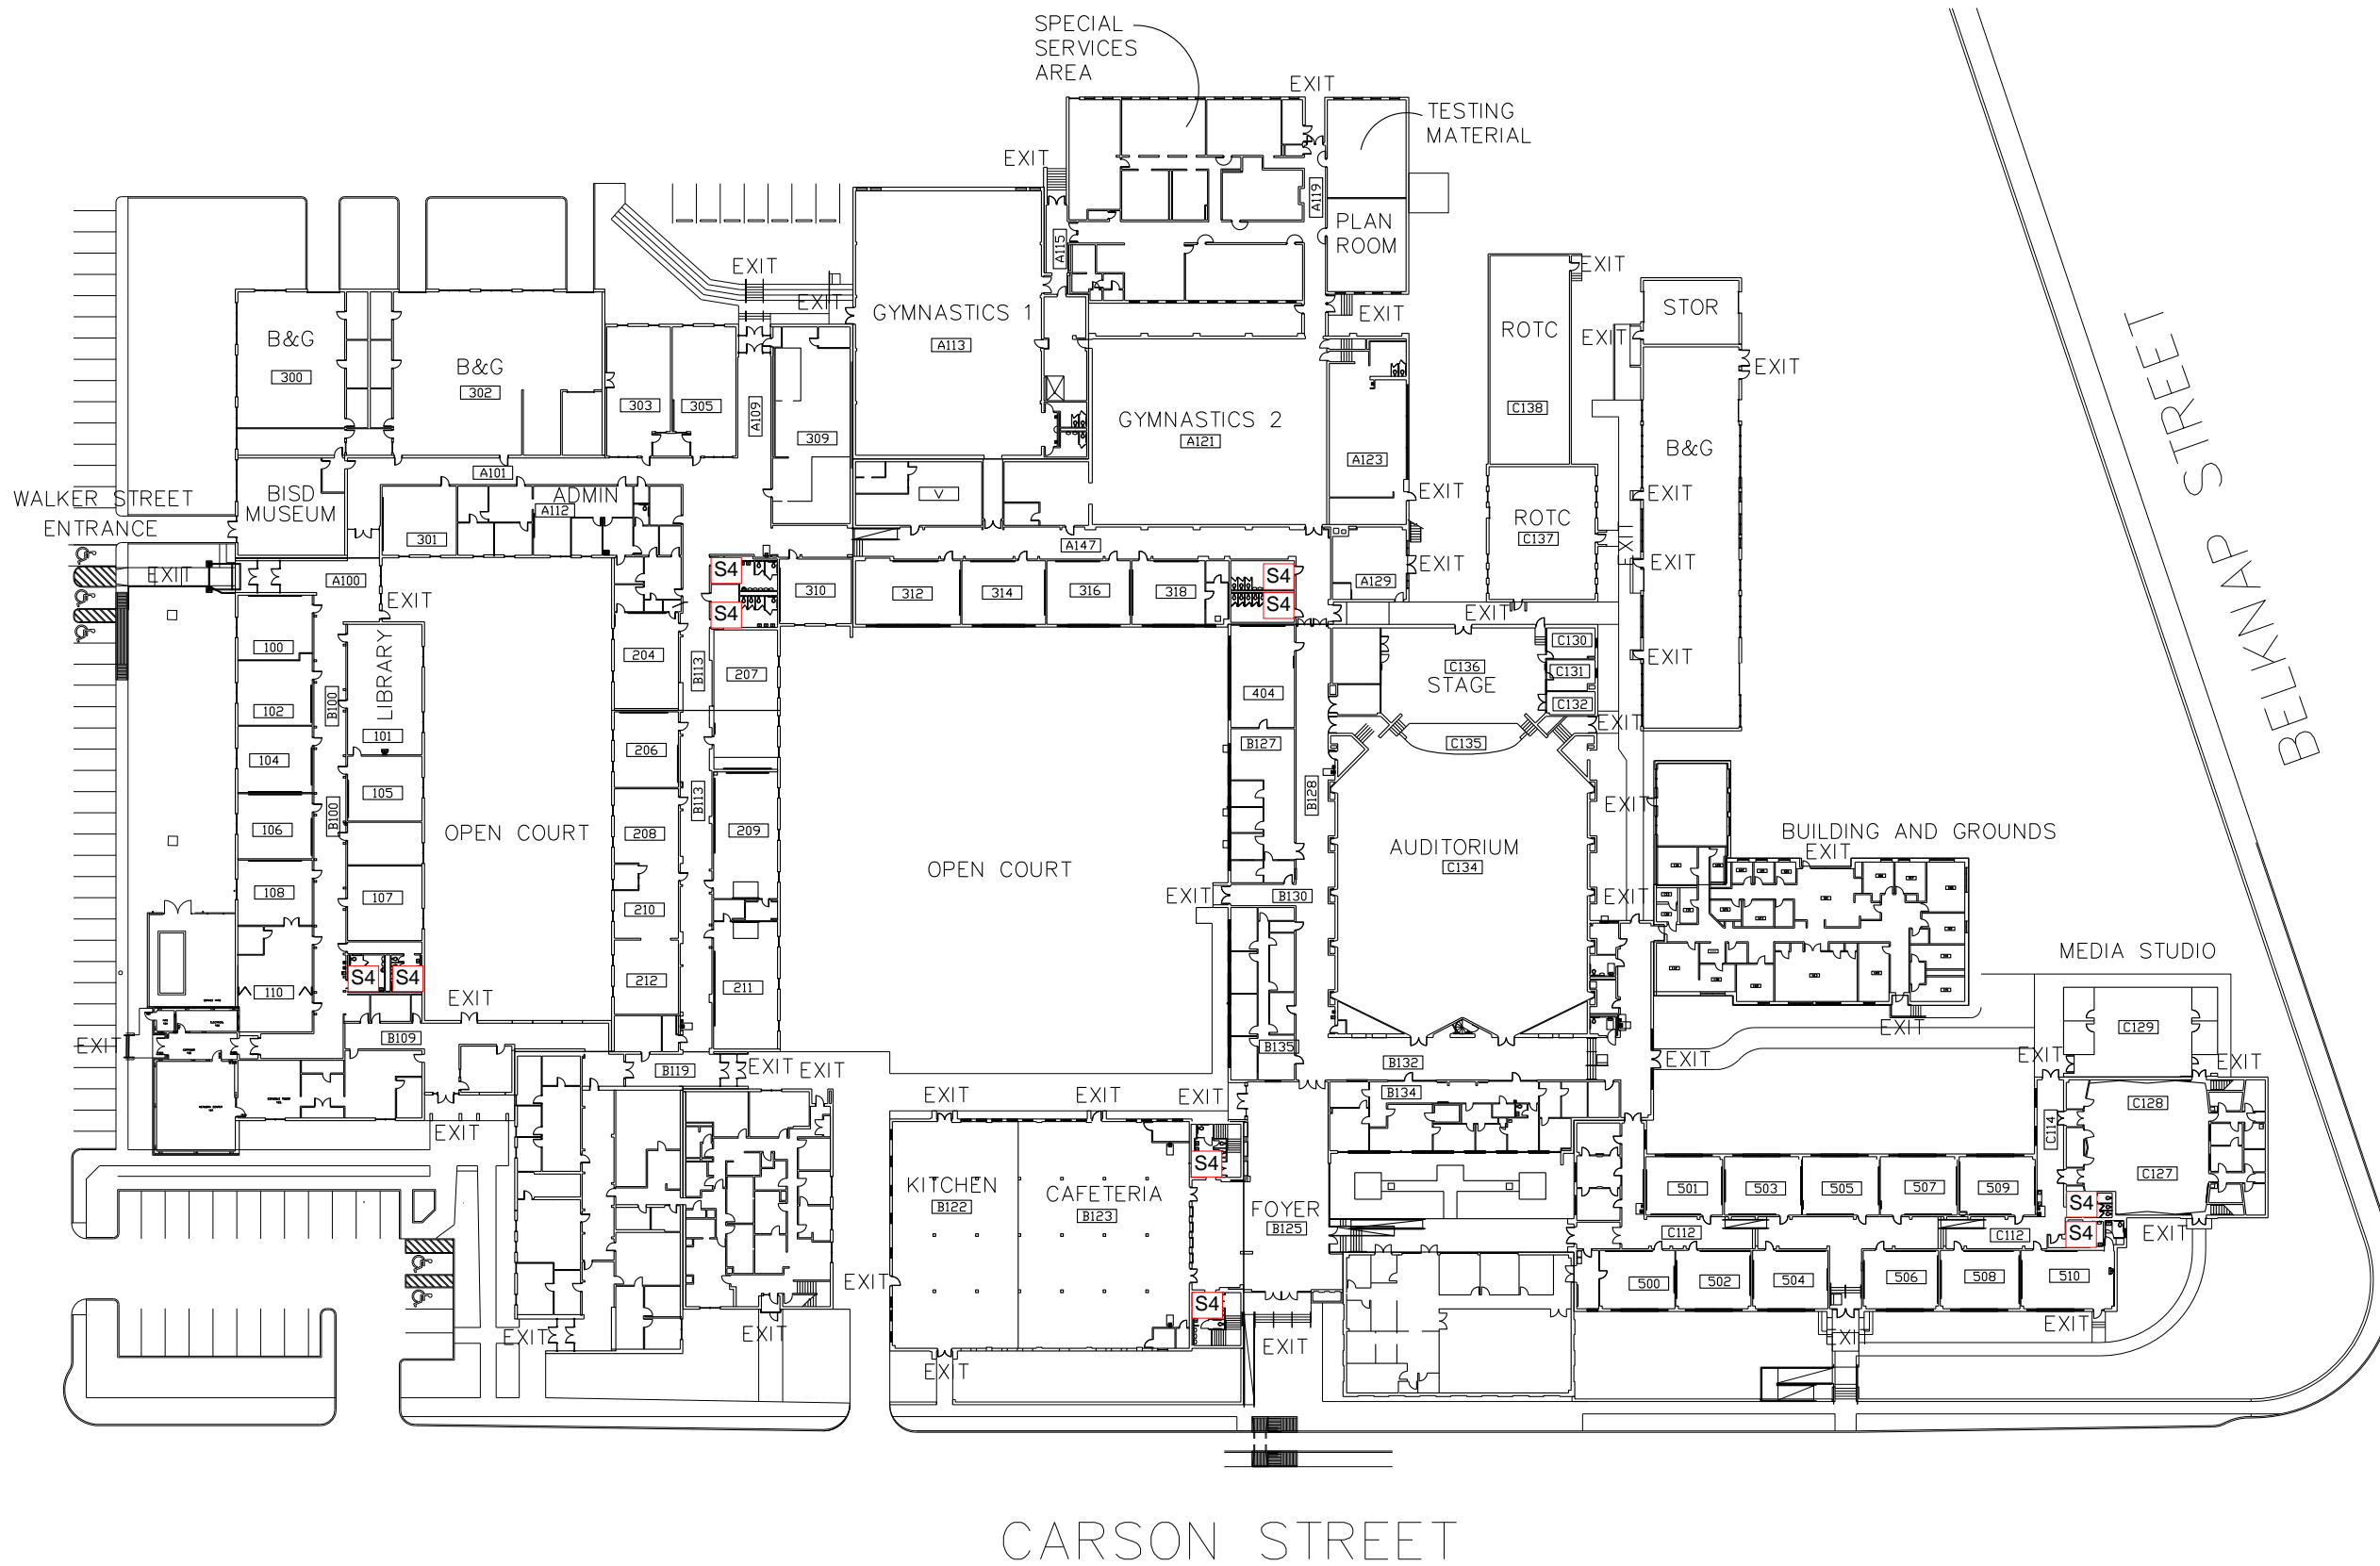 SPECIAL
SERVICES
AREA
EXIT
TESTING
MATERIAL
EXIT
A119
PLAN
ROOM
A115
EXIT
EXIT
EXIT
EXIT
GYMNASTICS 1
A113
B&G
300
B&G
302
303
305
A109
309
ROTC
C138
EXIT
STOR
EXIT
EXIT
GYMNASTICS 2
A121
A123
B&G
BELKNAP STREET
A101
WALKER STREET
ENTRANCE
BISD
MUSEUM
ADMIN
A112
301
V
EXIT
EXIT
ROTC
C137
EXIT
A147
EXIT
A129
EXIT
EXIT
A100
EXIT
S4
S4
310
312
314
316
318
S4
S4
EXIT
100
LIBRARY
101
102
B100
204
B113
207
404
C136
STAGE
C130
C131
C132
EXIT
EXIT
104
206
B127
C135
105
B100
106
B113
208
209
B128
EXIT
OPEN COURT
OPEN COURT
AUDITORIUM
C134
BUILDING AND GROUNDS
EXIT
108
107
210
EXIT
B130
EXIT
S4
S4
110
212
211
MEDIA STUDIO
EXIT
EXIT
B109
EXIT
C129
B135
B132
EXIT
EXIT
EXIT
B119
EXIT
EXIT
EXIT
EXIT
EXIT
B134
C128
C114
EXIT
S4
KITCHEN
B122
CAFETERIA
B123
FOYER
B125
501
503
505
507
509
C127
S4
S4
C112
C112
EXIT
EXIT
500
502
504
506
508
510
S4
EXIT
EXIT
EXIT
EXIT
EXIT
EXIT
CARSON STREET